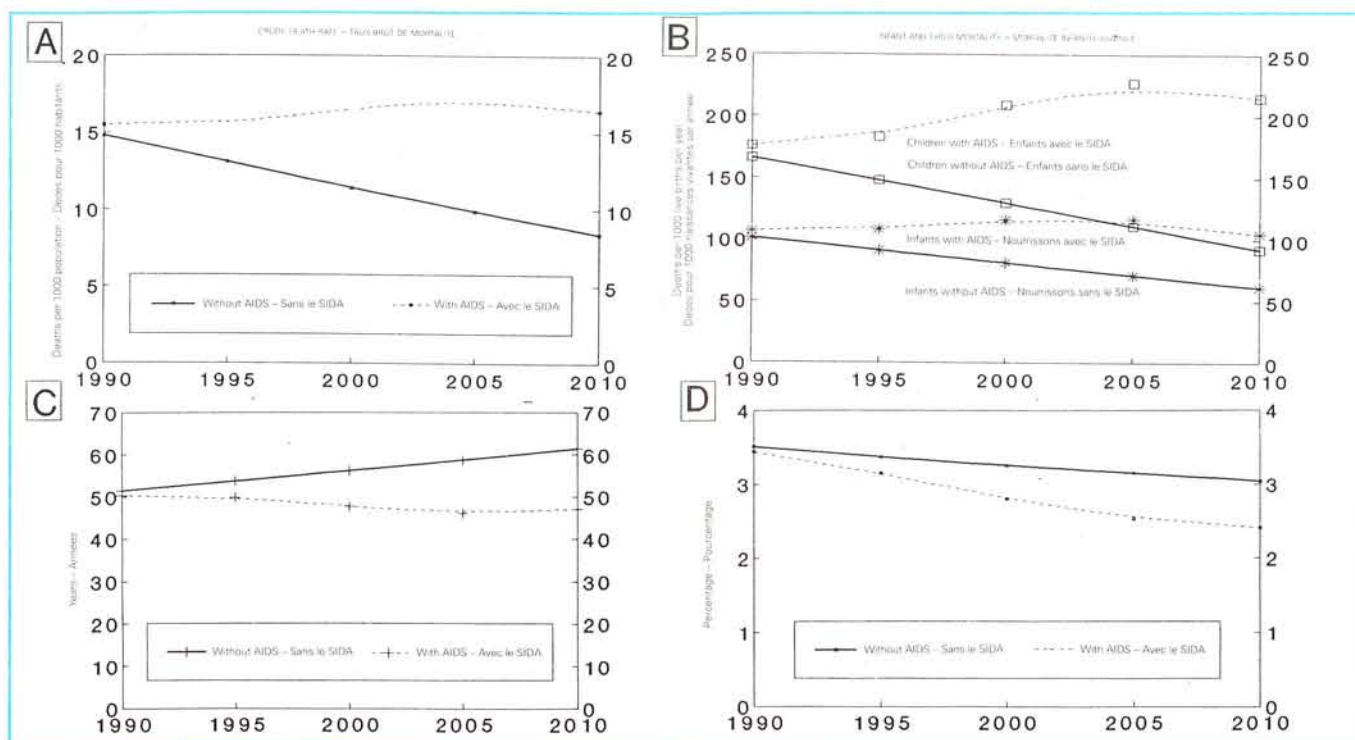 A
CRUDE DEATH RATE – TAUX BRUT DE MORTALITÉ
Deaths per 1000 population – Décès pour 1000 habitants
20
15
10
5
0
20
15
10
5
0
Without AIDS – Sans le SIDA
With AIDS – Avec le SIDA
1990 1995 2000 2005 2010
B
INFANT AND CHILD MORTALITY –
Deaths per 1000 live births per year
Décès pour 1000 naissances vivantes par année
250
200
150
100
50
0
250
200
150
100
50
0
Children with AIDS – Enfants avec le SIDA
Children without AIDS – Enfants sans le SIDA
Infants with AIDS – Nourrissons avec le SIDA
Infants without AIDS – Nourrissons sans le SIDA
1990 1995 2000 2005 2010
C
Years – Années
70
60
50
40
30
20
10
0
70
60
50
40
30
20
10
0
Without AIDS – Sans le SIDA
With AIDS – Avec le SIDA
1990 1995 2000 2005 2010
D
Percentage – Pourcentage
4
3
2
1
0
4
3
2
1
0
Without AIDS – Sans le SIDA
With AIDS – Avec le SIDA
1990 1995 2000 2005 2010